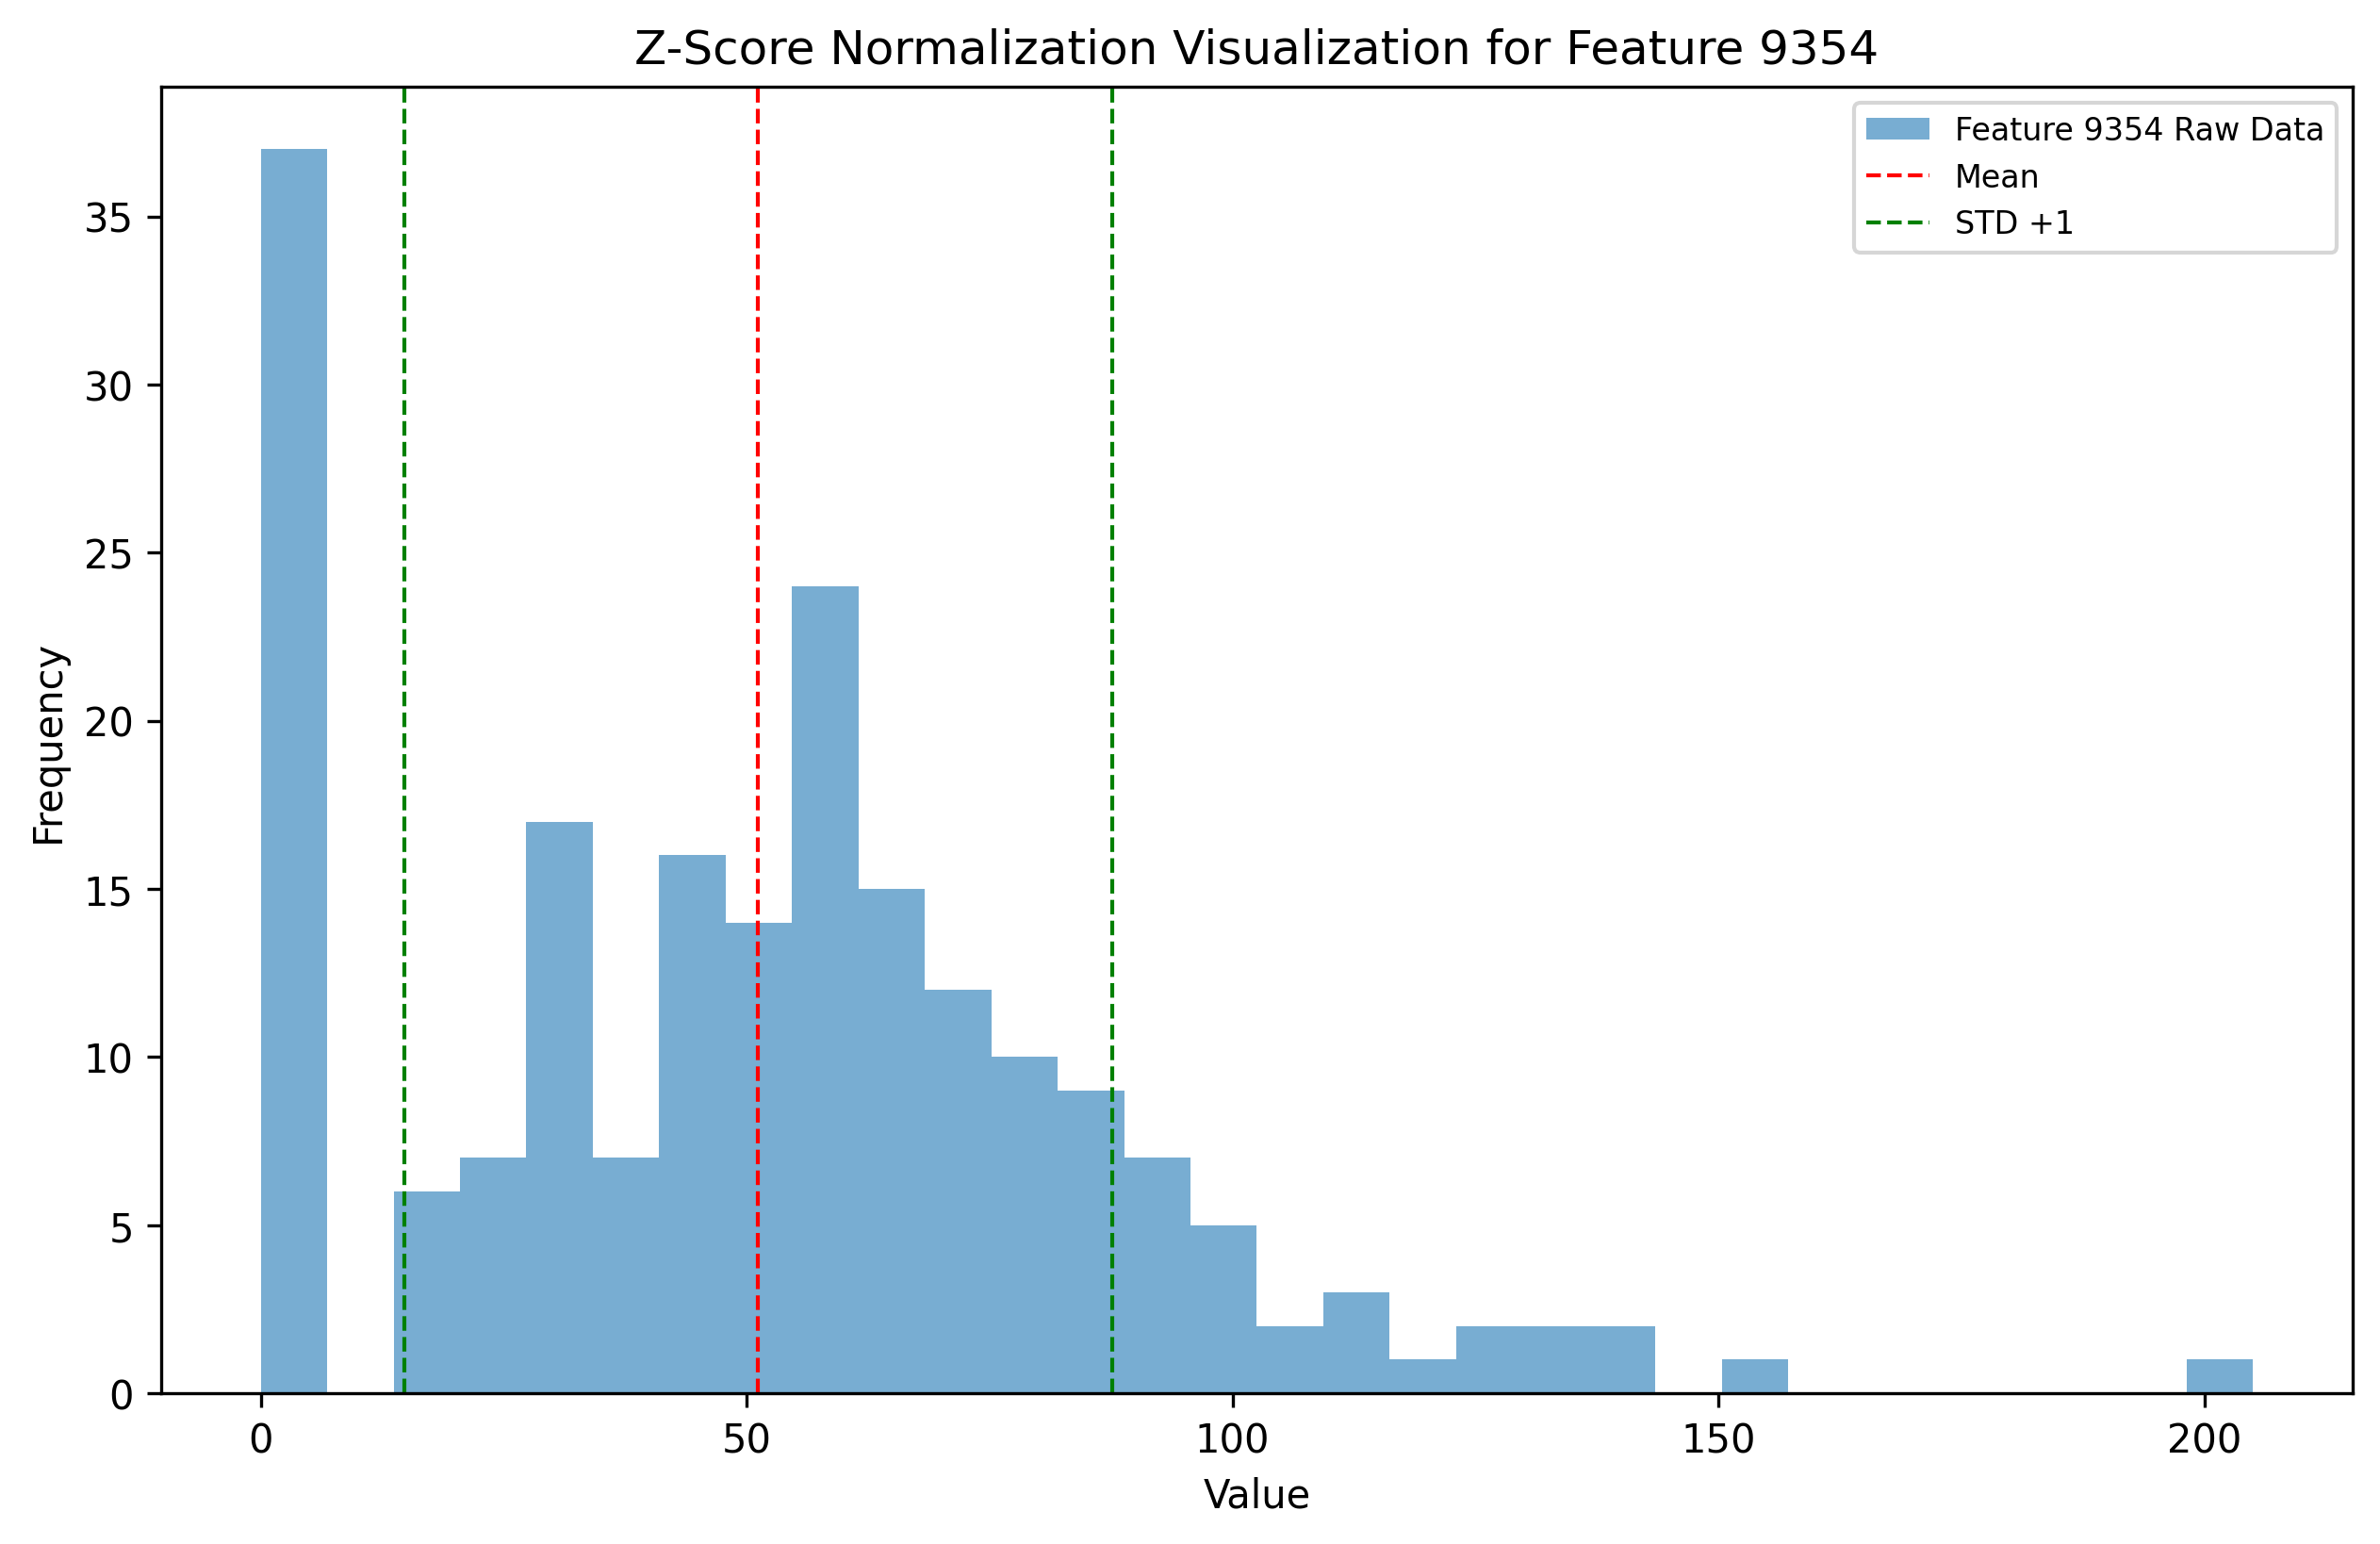 Z-Score Normalization Visualization for Feature 9354
Feature 9354 Raw Data
Mean
STD +1
Frequency
35
30
25
20
15
10
5
0
0 50 100 150 200
Value